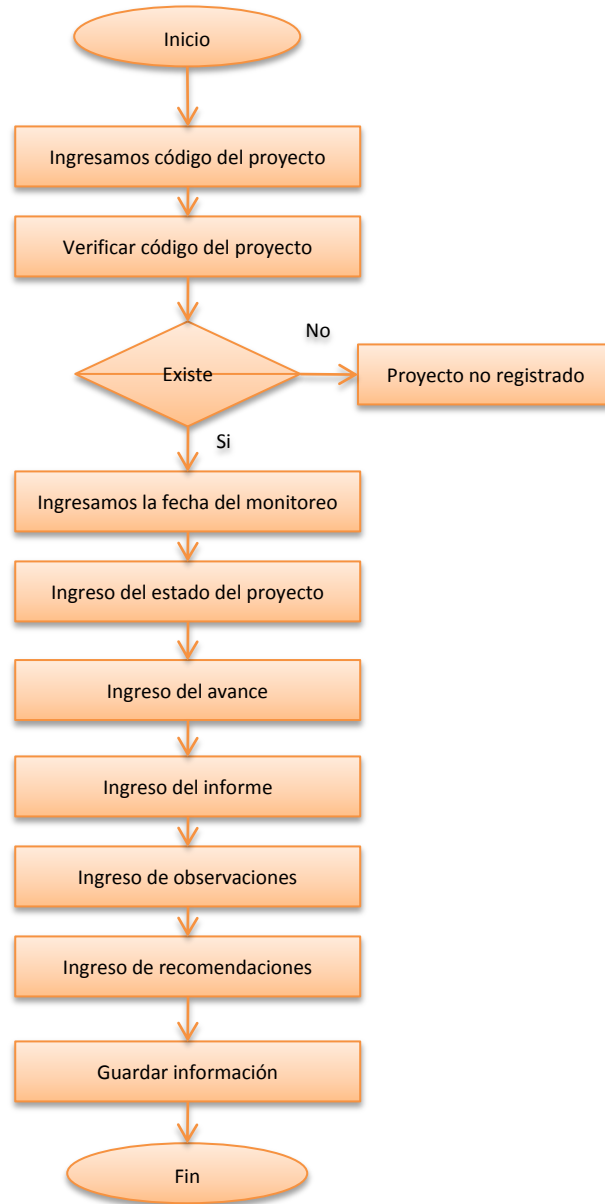 Inicio
Ingresamos código del proyecto
Verificar código del proyecto
No
Existe
Proyecto no registrado
Si
Ingresamos la fecha del monitoreo
Ingreso del estado del proyecto
Ingreso del avance
Ingreso del informe
Ingreso de observaciones
Ingreso de recomendaciones
Guardar información
Fin